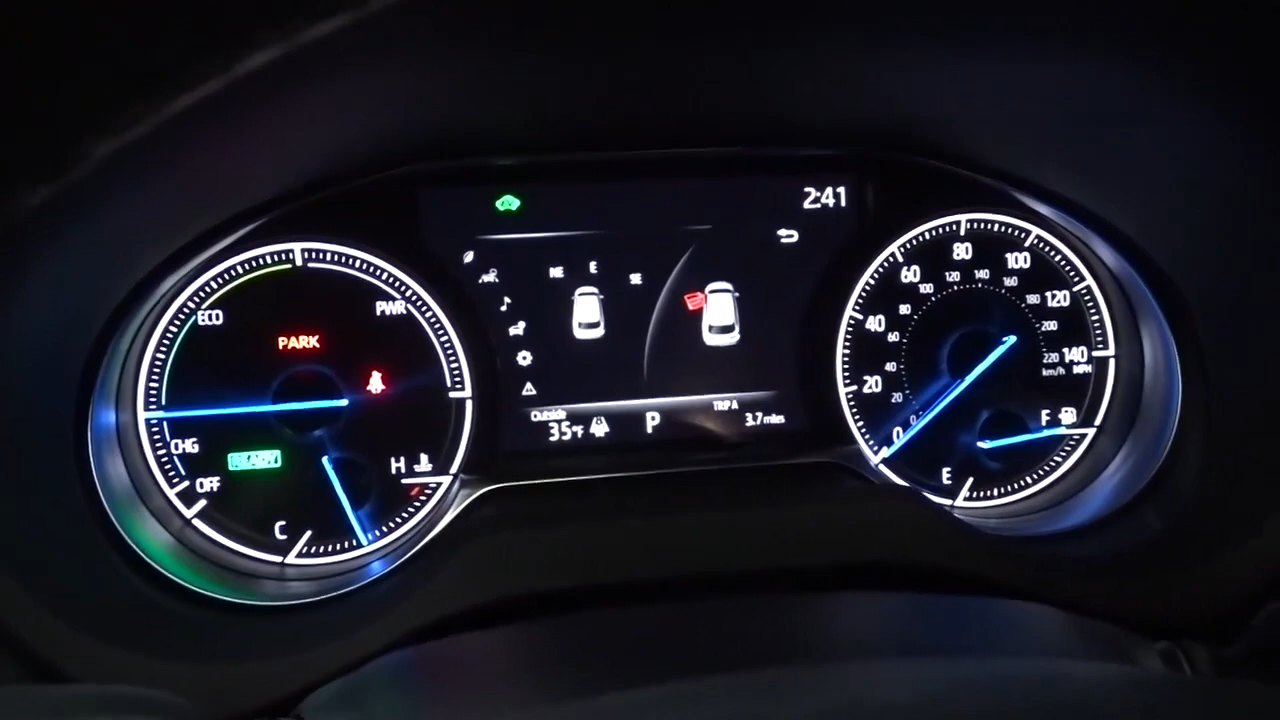 2:41
NE E SE
ECO
PWR
PARK
CHG
OFF
READY
H
C
Outside
35°F
P
TRIP A
3.7 miles
0 20 40 60 80 100 120 140
MPH
0 20 40 60 80 100 120 140 160 180 200 220
km/h
F
E